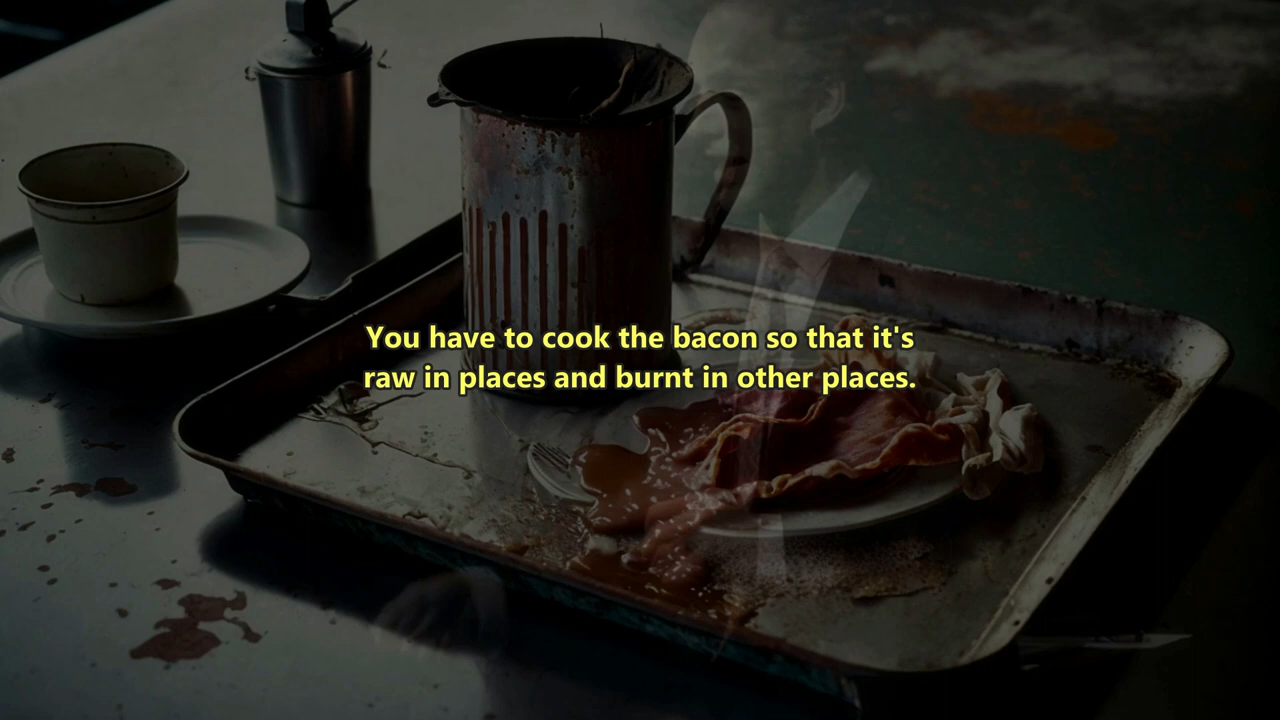 You have to cook the bacon so that it's
raw in places and burnt in other places.